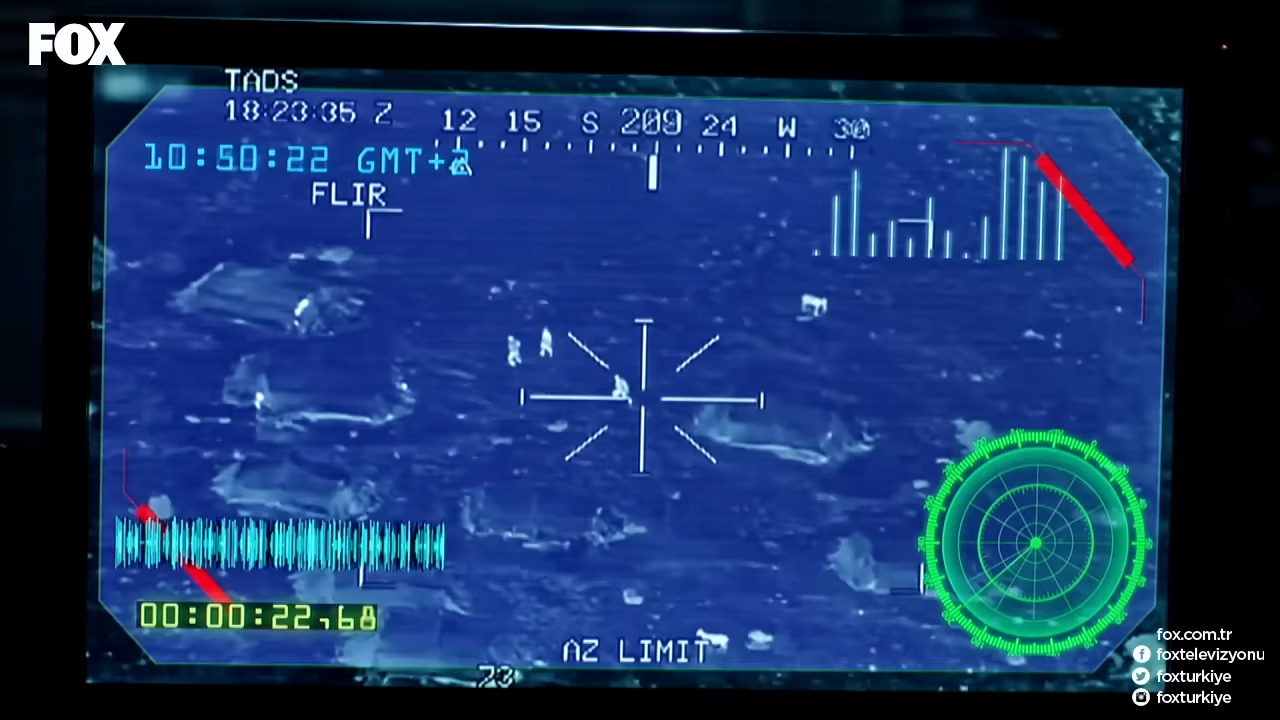 FOX
TADS
18:23:35 Z
12 15 S 209 24 W 30
10:50:22 GMT+2
FLIR
00:00:22,68
AZ LIMIT
73
fox.com.tr
foxtelevizyonu
foxturkiye
foxturkiye